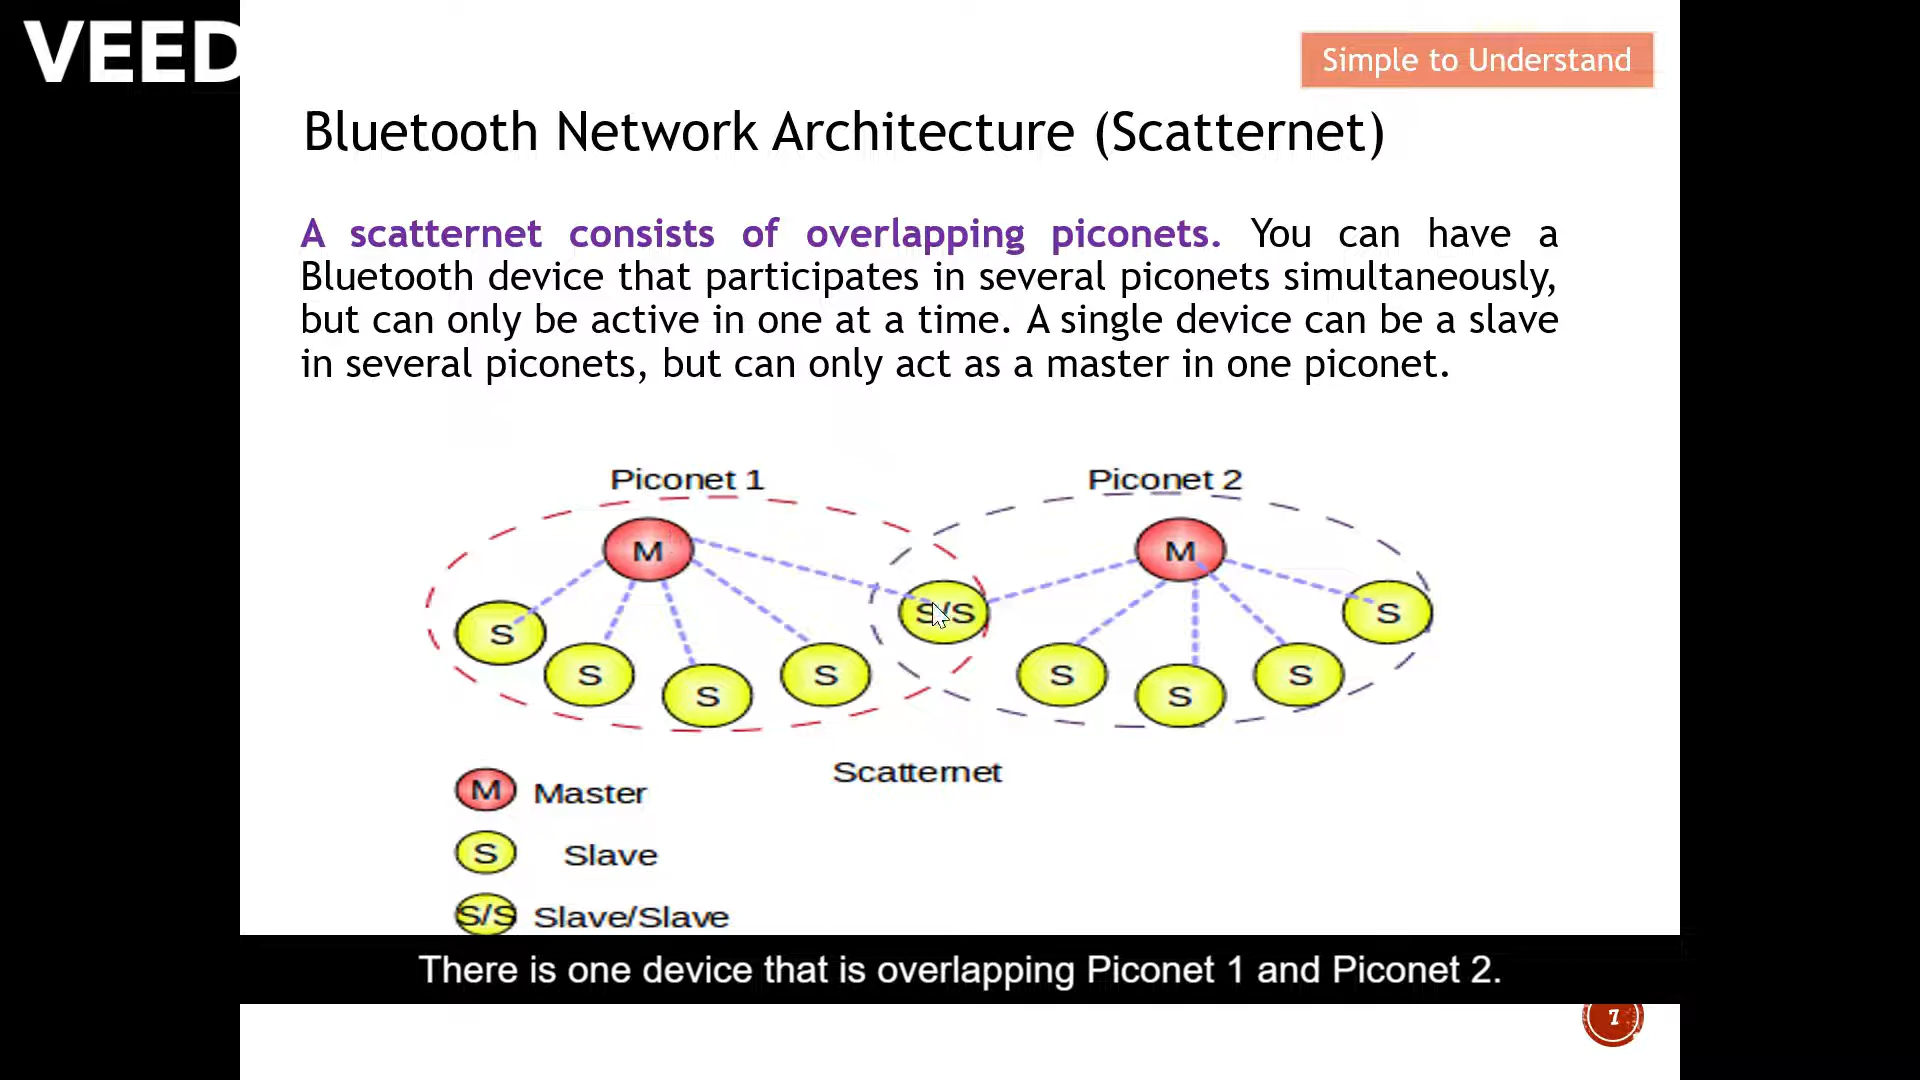 VEED
Simple to Understand
Bluetooth Network Architecture (Scatternet)
A scatternet consists of overlapping piconets. You can have a
Bluetooth device that participates in several piconets simultaneously,
but can only be active in one at a time. A single device can be a slave
in several piconets, but can only act as a master in one piconet.
Piconet 1
Piconet 2
M
M
S/S
S
S
S
S
S
S
S
S
Scatternet
M Master
S Slave
S/S Slave/Slave
There is one device that is overlapping Piconet 1 and Piconet 2.
7